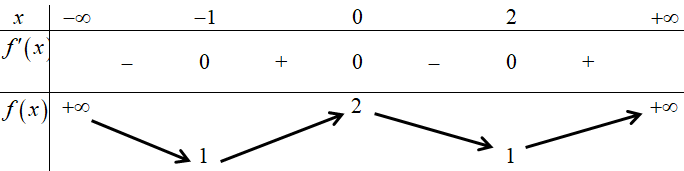 x −∞ −1 0 2 +∞
f′(x) − 0 + 0 − 0 +
f(x) +∞ 2 +∞
1 1